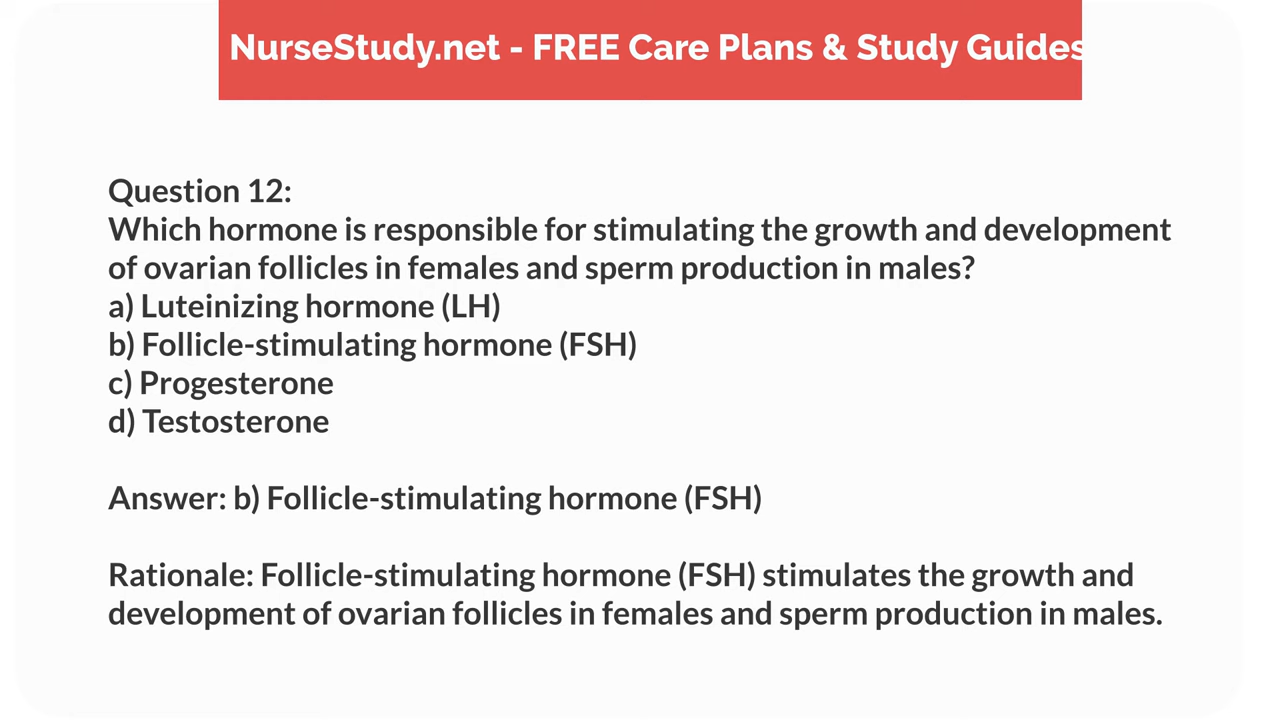 NurseStudy.net - FREE Care Plans & Study Guides
Question 12:
Which hormone is responsible for stimulating the growth and development
of ovarian follicles in females and sperm production in males?
a) Luteinizing hormone (LH)
b) Follicle-stimulating hormone (FSH)
c) Progesterone
d) Testosterone
Answer: b) Follicle-stimulating hormone (FSH)
Rationale: Follicle-stimulating hormone (FSH) stimulates the growth and
development of ovarian follicles in females and sperm production in males.